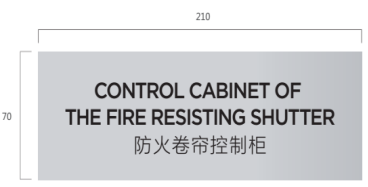 210
70
CONTROL CABINET OF
THE FIRE RESISTING SHUTTER
防火卷帘控制柜